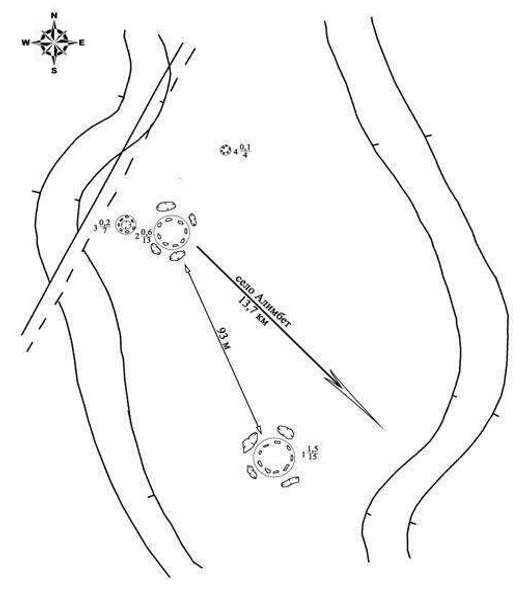 N
W E
S
4 0,1/4
3 0,2/7
2 0,6/13
село Алимбет
13,7 км
93 м
1 1,5/15